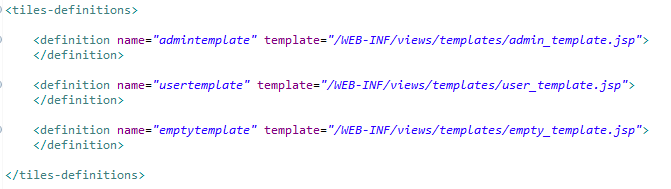 <tiles-definitions>
<definition name="admintemplate" template="/WEB-INF/views/templates/admin_template.jsp">
</definition>
<definition name="usertemplate" template="/WEB-INF/views/templates/user_template.jsp">
</definition>
<definition name="emptytemplate" template="/WEB-INF/views/templates/empty_template.jsp">
</definition>
</tiles-definitions>